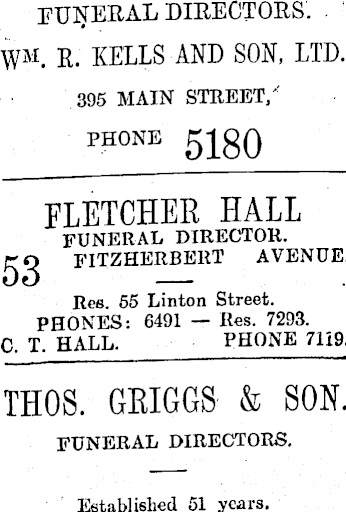 FUNERAL DIRECTORS.
WM. R. KELLS AND SON, LTD.
395 MAIN STREET,
PHONE 5180
FLETCHER HALL
FUNERAL DIRECTOR.
53 FITZHERBERT AVENUE.
Res. 55 Linton Street.
PHONES: 6491 — Res. 7293.
C. T. HALL. PHONE 7119.
THOS. GRIGGS & SON.
FUNERAL DIRECTORS.
Established 51 years.